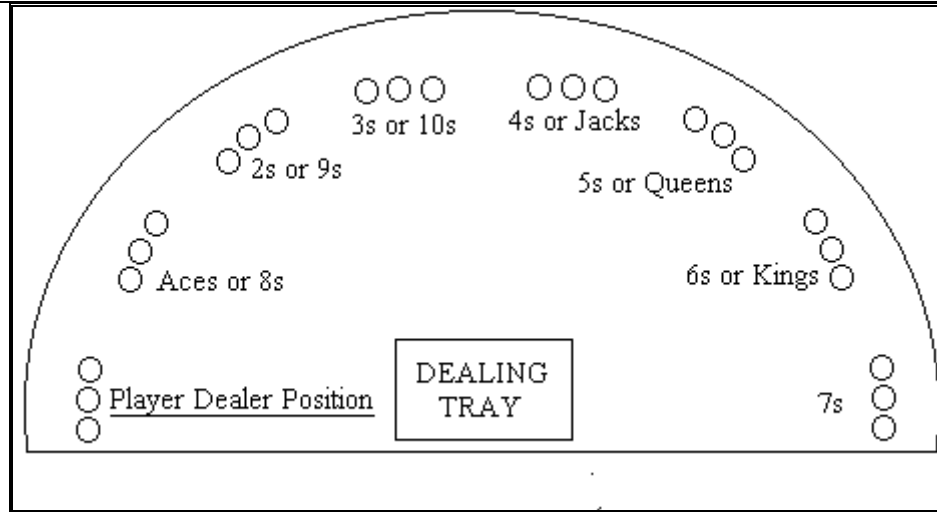 3s or 10s
4s or Jacks
2s or 9s
5s or Queens
Aces or 8s
6s or Kings
Player Dealer Position
DEALING
TRAY
7s